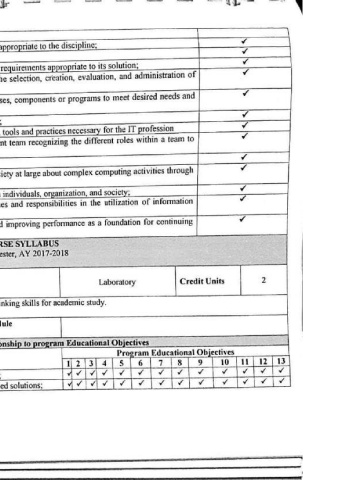 appropriate to the discipline; ✓
✓
requirements appropriate to its solution; ✓
he selection, creation, evaluation, and administration of ✓
ses, components or programs to meet desired needs and ✓
; ✓
tools and practices necessary for the IT profession ✓
nt team recognizing the different roles within a team to ✓
✓
ciety at large about complex computing activities through ✓
individuals, organization, and society; ✓
es and responsibilities in the utilization of information ✓
d improving performance as a foundation for continuing ✓
RSE SYLLABUS
ester, AY 2017-2018
Laboratory Credit Units 2
nking skills for academic study.
dule
onship to program Educational Objectives
Program Educational Objectives
1 2 3 4 5 6 7 8 9 10 11 12 13
; ✓ ✓ ✓ ✓ ✓ ✓ ✓ ✓ ✓ ✓ ✓ ✓ ✓
ed solutions; ✓ ✓ ✓ ✓ ✓ ✓ ✓ ✓ ✓ ✓ ✓ ✓ ✓